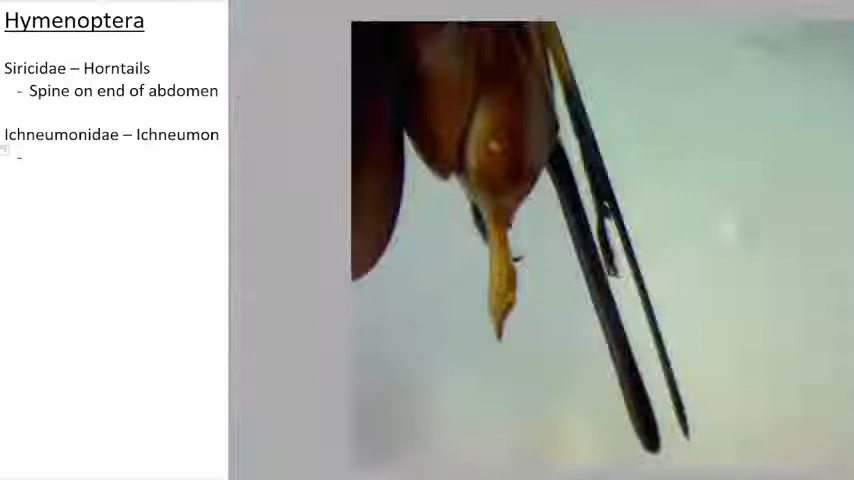 Hymenoptera
Siricidae – Horntails
- Spine on end of abdomen
Ichneumonidae – Ichneumon
-